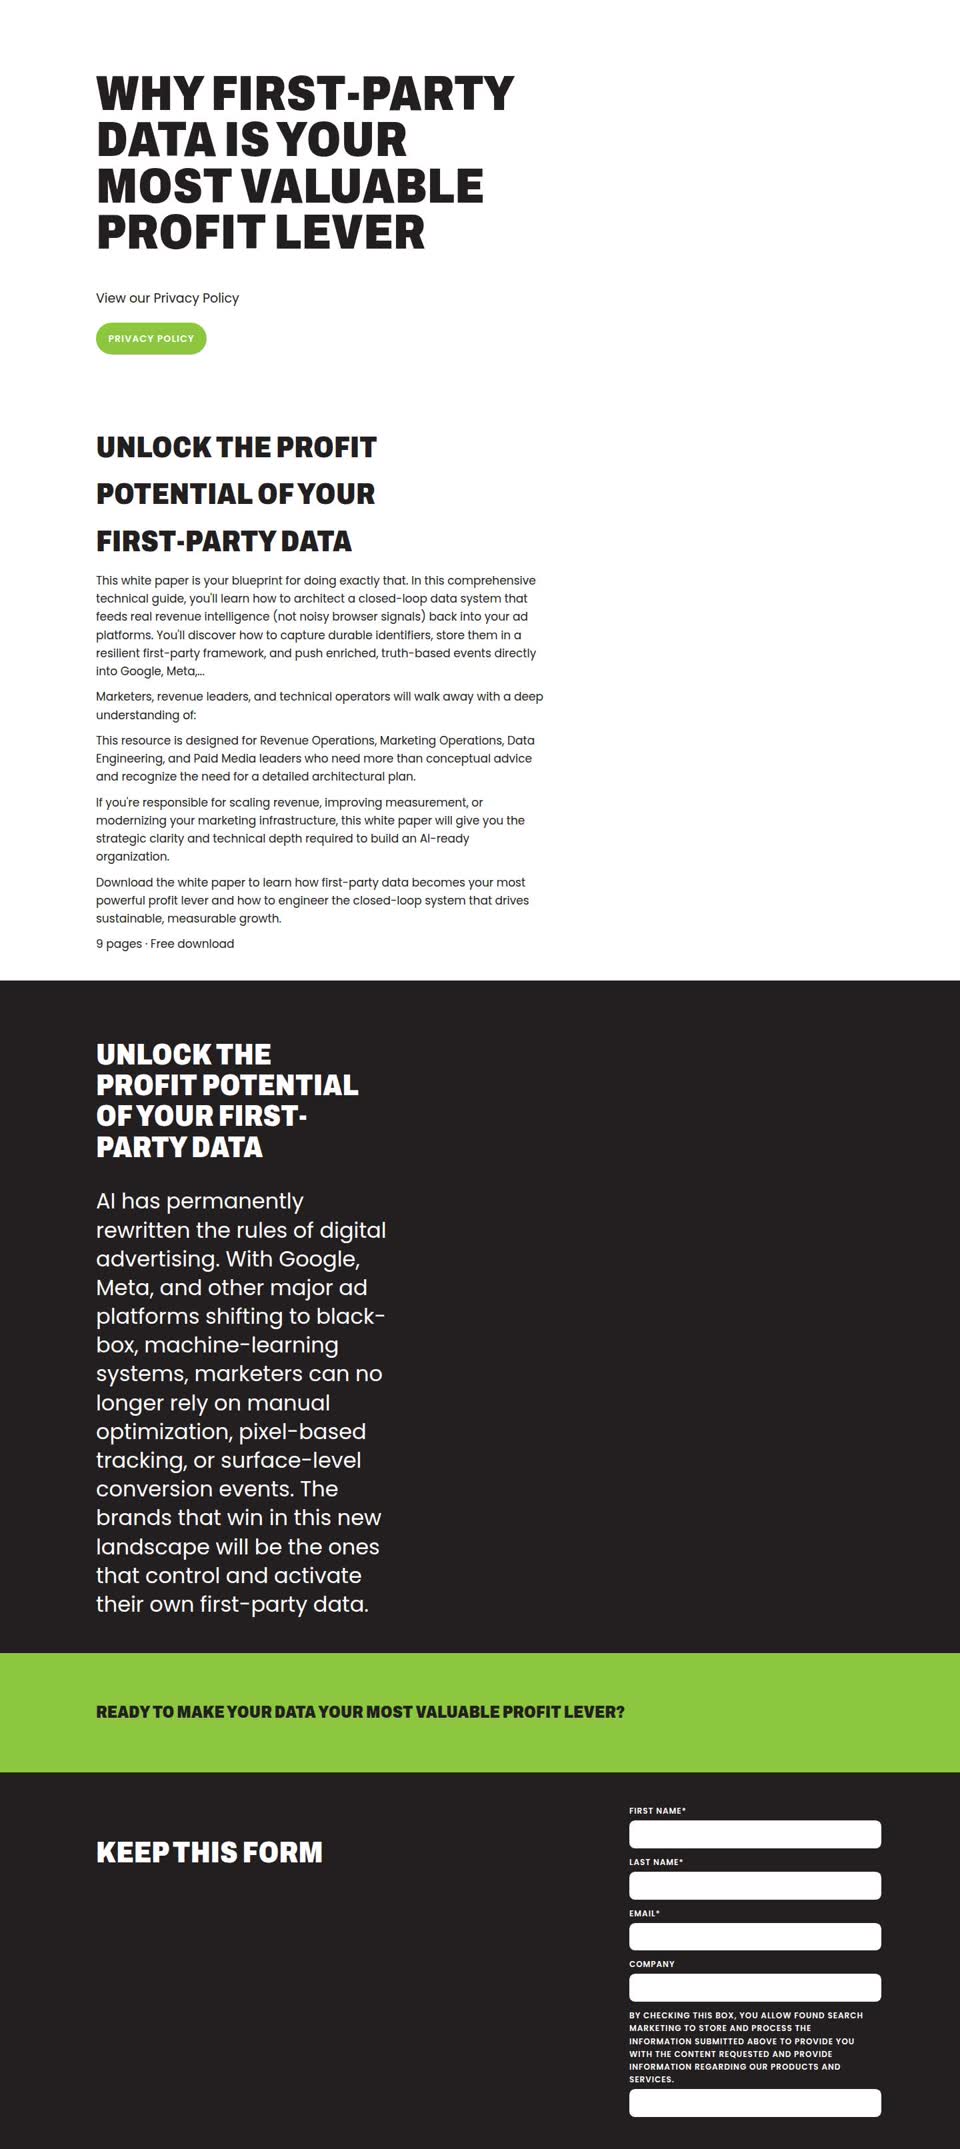 WHY FIRST-PARTY
DATA IS YOUR
MOST VALUABLE
PROFIT LEVER
View our Privacy Policy
PRIVACY POLICY
UNLOCK THE PROFIT
POTENTIAL OF YOUR
FIRST-PARTY DATA
This white paper is your blueprint for doing exactly that. In this comprehensive
technical guide, you'll learn how to architect a closed-loop data system that
feeds real revenue intelligence (not noisy browser signals) back into your ad
platforms. You'll discover how to capture durable identifiers, store them in a
resilient first-party framework, and push enriched, truth-based events directly
into Google, Meta,...
Marketers, revenue leaders, and technical operators will walk away with a deep
understanding of:
This resource is designed for Revenue Operations, Marketing Operations, Data
Engineering, and Paid Media leaders who need more than conceptual advice
and recognize the need for a detailed architectural plan.
If you're responsible for scaling revenue, improving measurement, or
modernizing your marketing infrastructure, this white paper will give you the
strategic clarity and technical depth required to build an AI-ready
organization.
Download the white paper to learn how first-party data becomes your most
powerful profit lever and how to engineer the closed-loop system that drives
sustainable, measurable growth.
9 pages · Free download
UNLOCK THE
PROFIT POTENTIAL
OF YOUR FIRST-
PARTY DATA
AI has permanently
rewritten the rules of digital
advertising. With Google,
Meta, and other major ad
platforms shifting to black-
box, machine-learning
systems, marketers can no
longer rely on manual
optimization, pixel-based
tracking, or surface-level
conversion events. The
brands that win in this new
landscape will be the ones
that control and activate
their own first-party data.
READY TO MAKE YOUR DATA YOUR MOST VALUABLE PROFIT LEVER?
KEEP THIS FORM
FIRST NAME*
LAST NAME*
EMAIL*
COMPANY
BY CHECKING THIS BOX, YOU ALLOW FOUND SEARCH
MARKETING TO STORE AND PROCESS THE
INFORMATION SUBMITTED ABOVE TO PROVIDE YOU
WITH THE CONTENT REQUESTED AND PROVIDE
INFORMATION REGARDING OUR PRODUCTS AND
SERVICES.